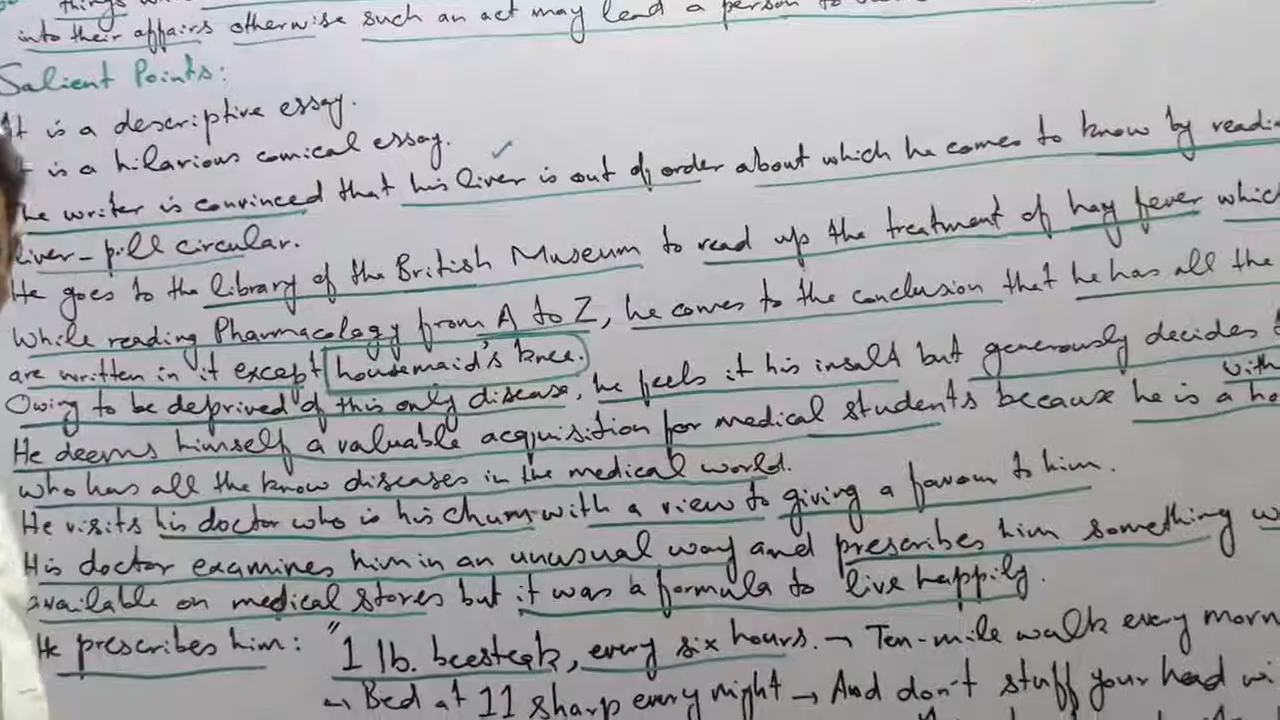 things
into their affairs otherwise such an act may lead a person to
Salient Points:
It is a descriptive essay.
It is a hilarious comical essay.
he writer is convinced that his liver is out of order about which he comes to know by readi
liver-pill circular.
He goes to the library of the British Museum to read up the treatment of hay fever which
While reading Pharmacology from A to Z, he comes to the conclusion that he has all the
are written in it except housemaid's knee.
Owing to be deprived of this only disease, he feels it his insult but generously decides
with
He deems himself a valuable acquisition for medical students because he is a ho
who has all the know diseases in the medical world.
He visits his doctor who is his chum with a view to giving a favour to him.
His doctor examines him in an unusual way and prescribes him something w
available on medical stores but it was a formula to live happily.
He prescribes him: "1 lb. beesteak, every six hours. → Ten-mile walk every morn
→ Bed at 11 sharp every night → And don't stuff your head wi